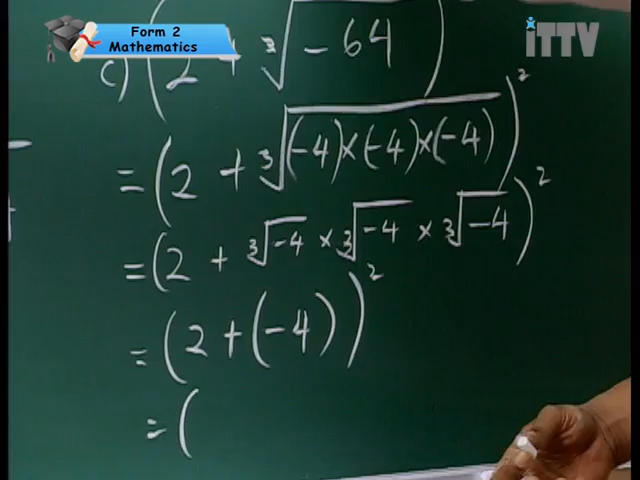 Form 2
Mathematics
iTTV
c) (2 + ∛-64)
= (2 + ∛(-4)×(-4)×(-4))²
= (2 + ∛-4 × ∛-4 × ∛-4)²
= (2 + (-4))²
= (